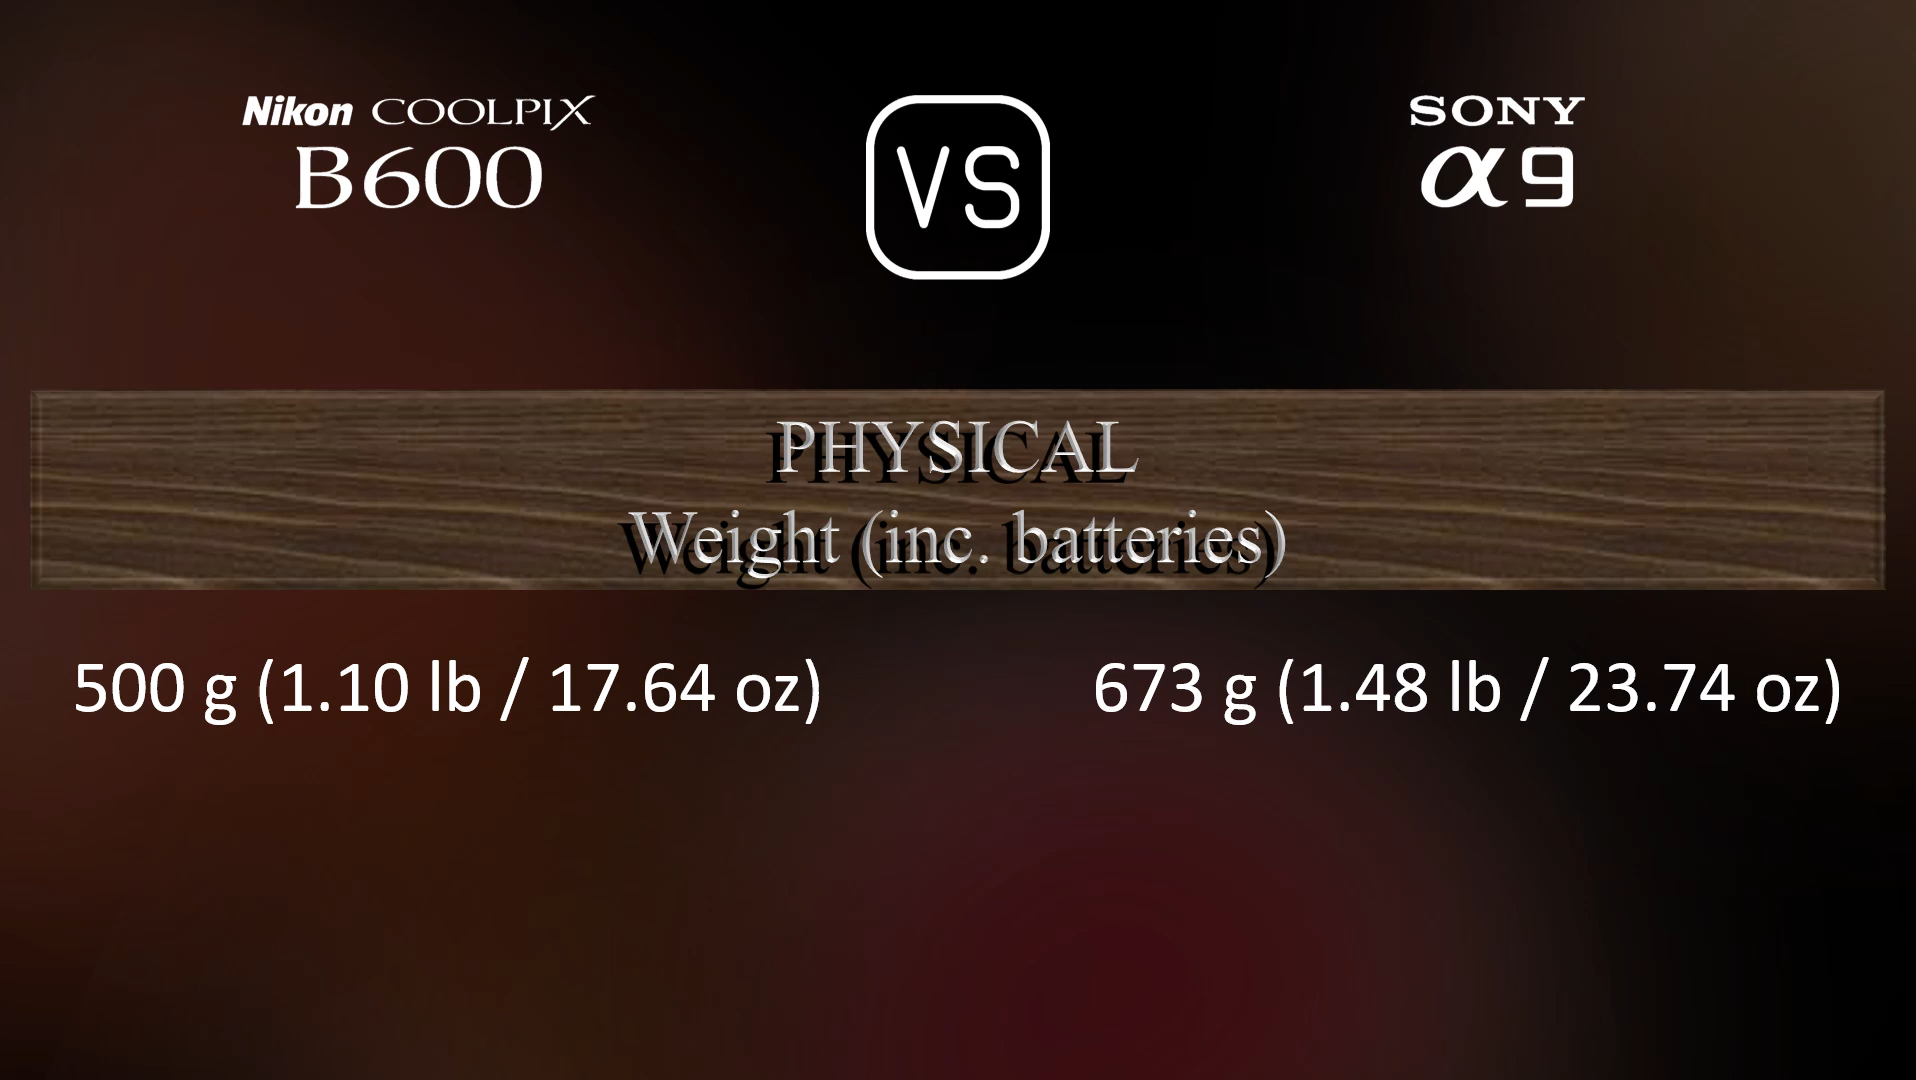 Nikon COOLPIX
B600
VS
SONY
α9
PHYSICAL
Weight (inc. batteries)
500 g (1.10 lb / 17.64 oz)
673 g (1.48 lb / 23.74 oz)